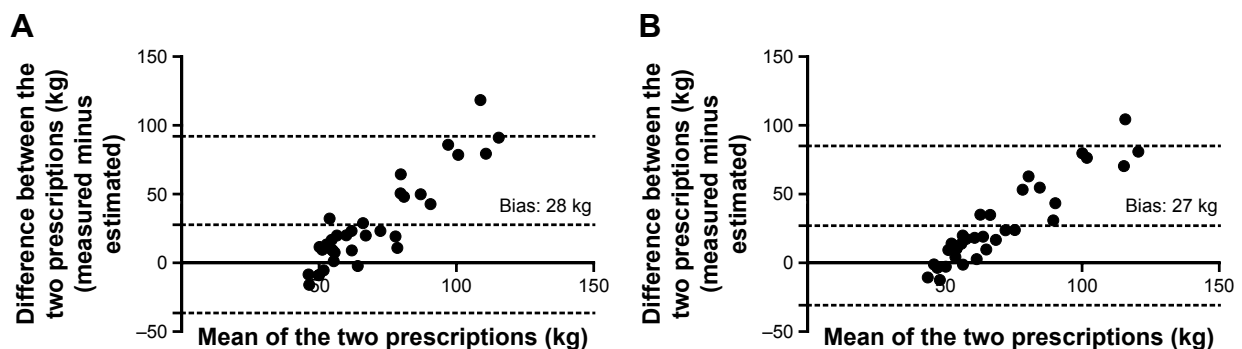 A
Difference between the
two prescriptions (kg)
(measured minus
estimated)
150
100
50
0
–50
Bias: 28 kg
50
100
150
Mean of the two prescriptions (kg)
B
Difference between the
two prescriptions (kg)
(measured minus
estimated)
150
100
50
0
–50
Bias: 27 kg
50
100
150
Mean of the two prescriptions (kg)